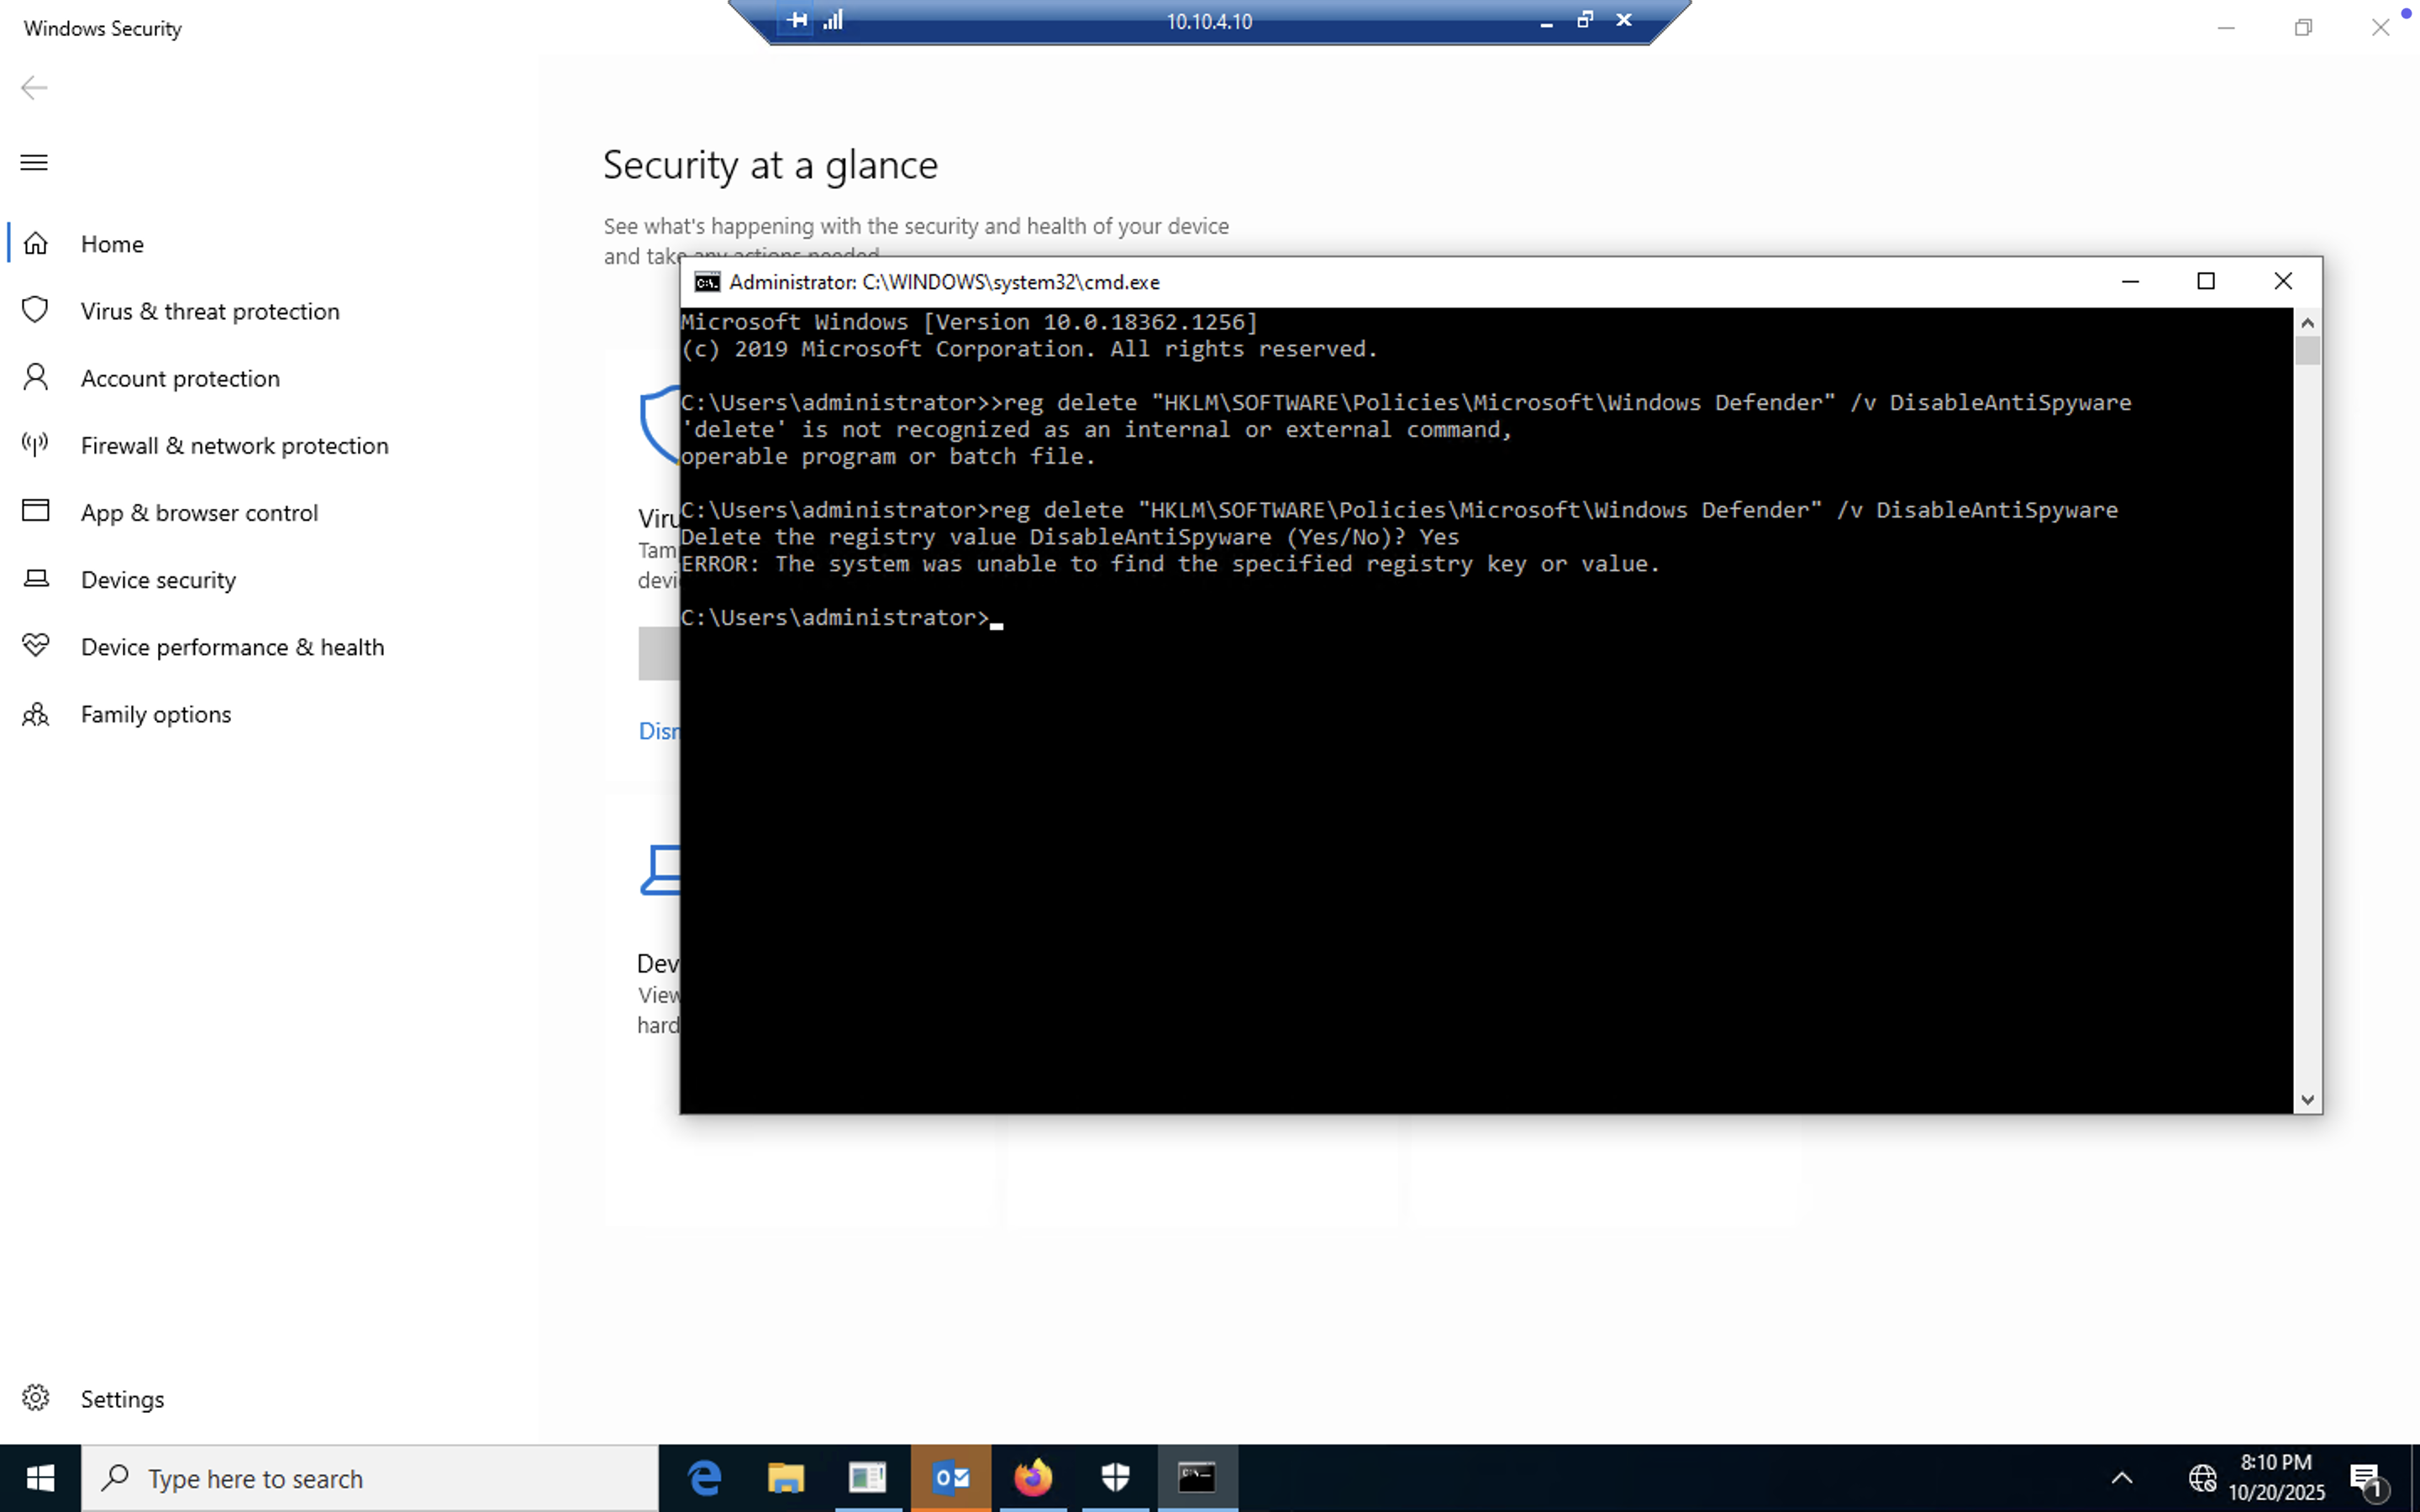 Windows Security
10.10.4.10
Security at a glance
See what's happening with the security and health of your device
and take any actions needed.
Home
Virus & threat protection
Account protection
Firewall & network protection
App & browser control
Device security
Device performance & health
Family options
Settings
Viru
Tam
devi
Disr
Dev
View
hard
Administrator: C:\WINDOWS\system32\cmd.exe
Microsoft Windows [Version 10.0.18362.1256]
(c) 2019 Microsoft Corporation. All rights reserved.
C:\Users\administrator>>reg delete "HKLM\SOFTWARE\Policies\Microsoft\Windows Defender" /v DisableAntiSpyware
'delete' is not recognized as an internal or external command,
operable program or batch file.
C:\Users\administrator>reg delete "HKLM\SOFTWARE\Policies\Microsoft\Windows Defender" /v DisableAntiSpyware
Delete the registry value DisableAntiSpyware (Yes/No)? Yes
ERROR: The system was unable to find the specified registry key or value.
C:\Users\administrator>
Type here to search
8:10 PM
10/20/2025
1